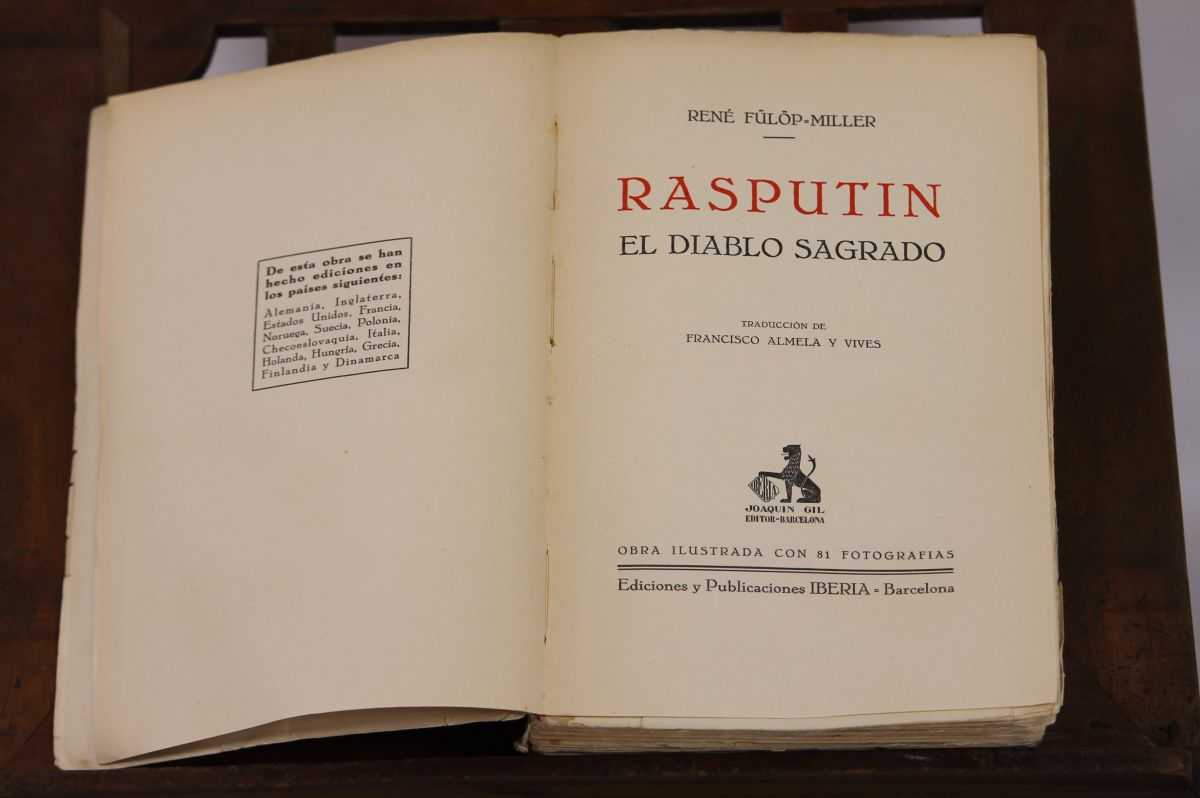 De esta obra se han
hecho ediciones en
los países siguientes:
Alemania, Inglaterra,
Estados Unidos, Francia,
Noruega, Suecia, Polonia,
Checoeslovaquia, Italia,
Holanda, Hungría, Grecia,
Finlandia y Dinamarca
RENÉ FÜLÖP=MILLER
RASPUTIN
EL DIABLO SAGRADO
TRADUCCIÓN DE
FRANCISCO ALMELA Y VIVES
IBERIA
JOAQUIN GIL
EDITOR-BARCELONA
OBRA ILUSTRADA CON 81 FOTOGRAFIAS
Ediciones y Publicaciones IBERIA = Barcelona